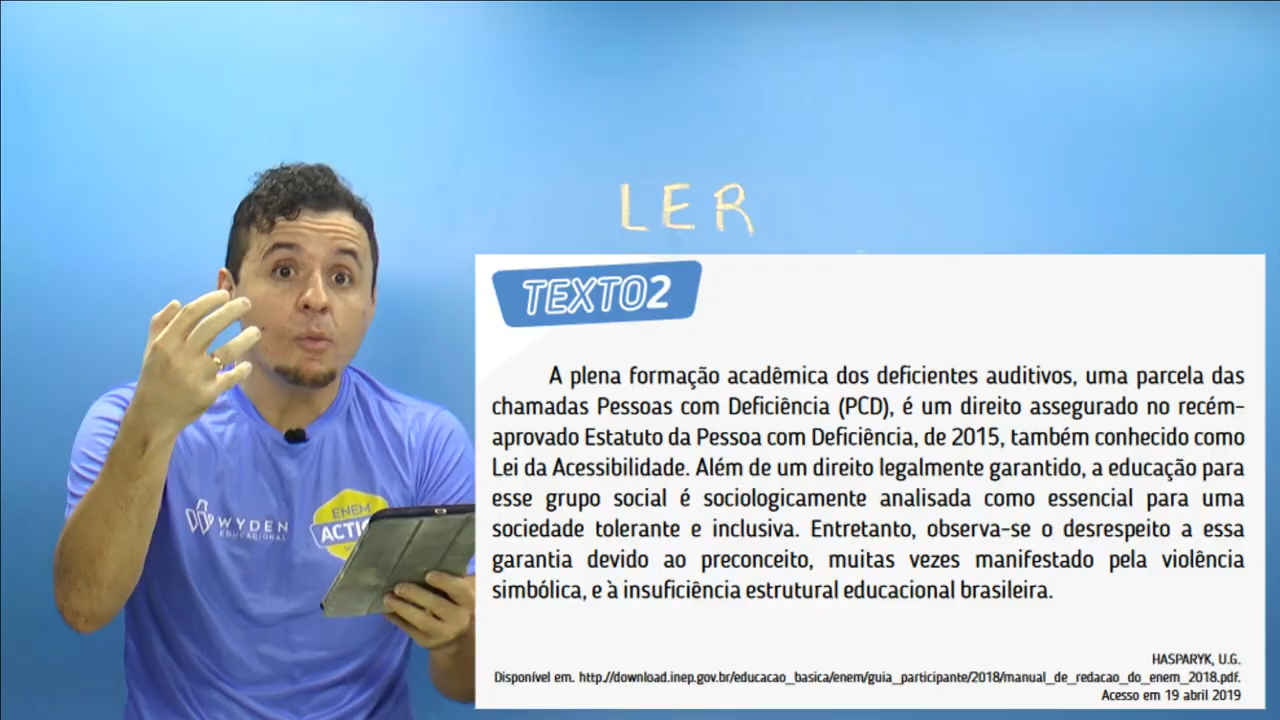 LER
TEXTO2
A plena formação acadêmica dos deficientes auditivos, uma parcela das
chamadas Pessoas com Deficiência (PCD), é um direito assegurado no recém-
aprovado Estatuto da Pessoa com Deficiência, de 2015, também conhecido como
Lei da Acessibilidade. Além de um direito legalmente garantido, a educação para
esse grupo social é sociologicamente analisada como essencial para uma
sociedade tolerante e inclusiva. Entretanto, observa-se o desrespeito a essa
garantia devido ao preconceito, muitas vezes manifestado pela violência
simbólica, e à insuficiência estrutural educacional brasileira.
HASPARYK, U.G.
Disponível em. http://download.inep.gov.br/educacao_basica/enem/guia_participante/2018/manual_de_redacao_do_enem_2018.pdf.
Acesso em 19 abril 2019
WYDEN
EDUCACIONAL
ENEM